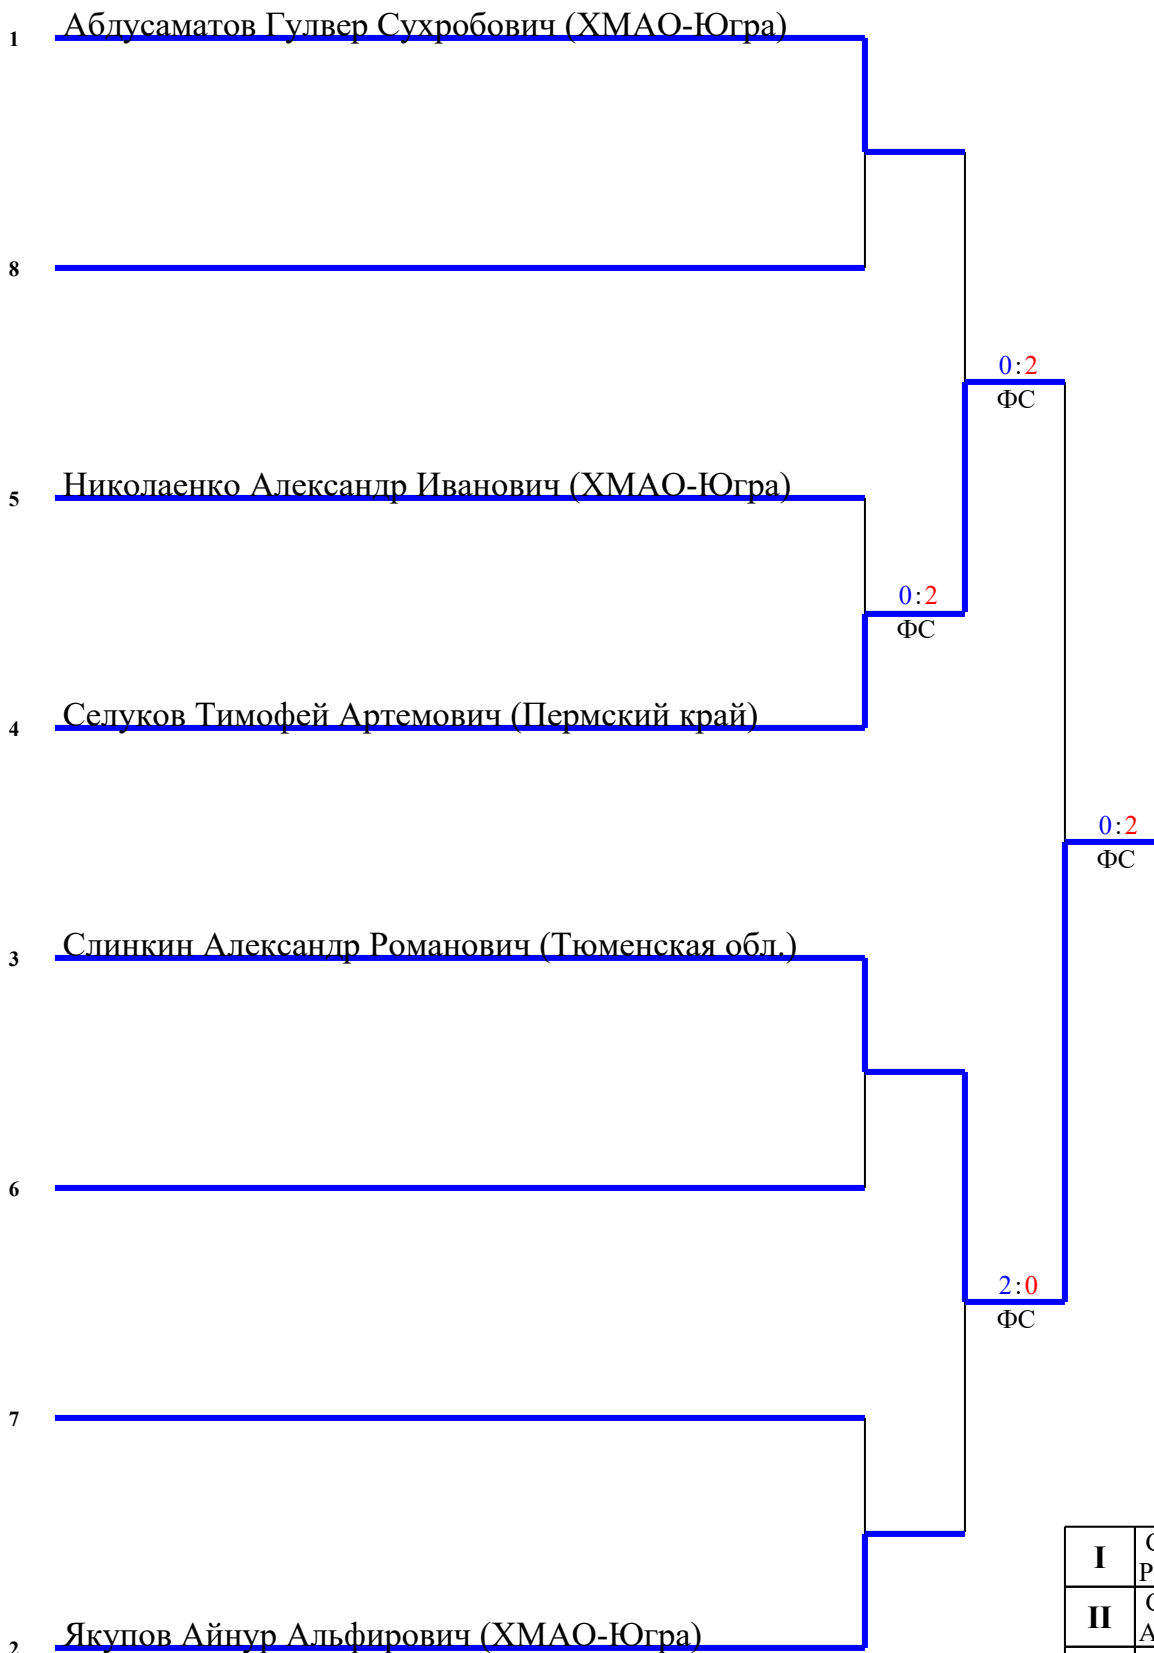 1 Абдусаматов Гулвер Сухробович (ХМАО-Югра)
8
0:2
ФС
5 Николаенко Александр Иванович (ХМАО-Югра)
0:2
ФС
4 Селуков Тимофей Артемович (Пермский край)
0:2
ФС
3 Слинкин Александр Романович (Тюменская обл.)
6
2:0
ФС
7
I
II
2 Якупов Айнур Альфирович (ХМАО-Югра)